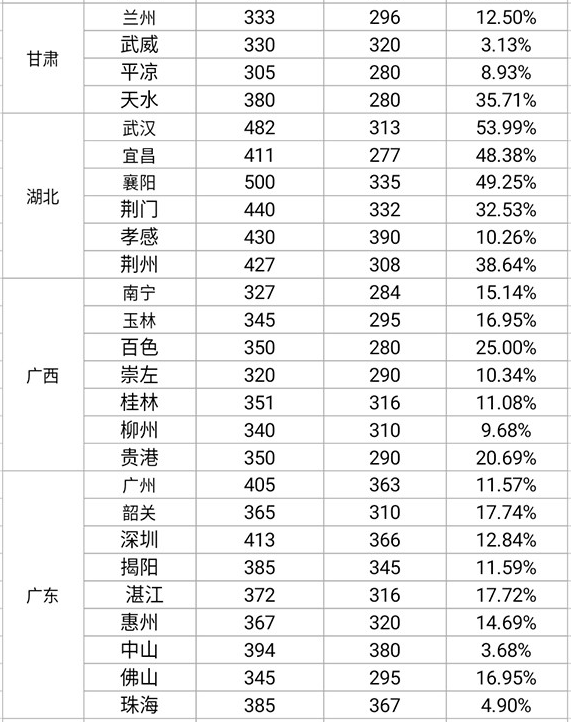 甘肃
兰州 333 296 12.50%
武威 330 320 3.13%
平凉 305 280 8.93%
天水 380 280 35.71%
湖北
武汉 482 313 53.99%
宜昌 411 277 48.38%
襄阳 500 335 49.25%
荆门 440 332 32.53%
孝感 430 390 10.26%
荆州 427 308 38.64%
广西
南宁 327 284 15.14%
玉林 345 295 16.95%
百色 350 280 25.00%
崇左 320 290 10.34%
桂林 351 316 11.08%
柳州 340 310 9.68%
贵港 350 290 20.69%
广东
广州 405 363 11.57%
韶关 365 310 17.74%
深圳 413 366 12.84%
揭阳 385 345 11.59%
湛江 372 316 17.72%
惠州 367 320 14.69%
中山 394 380 3.68%
佛山 345 295 16.95%
珠海 385 367 4.90%